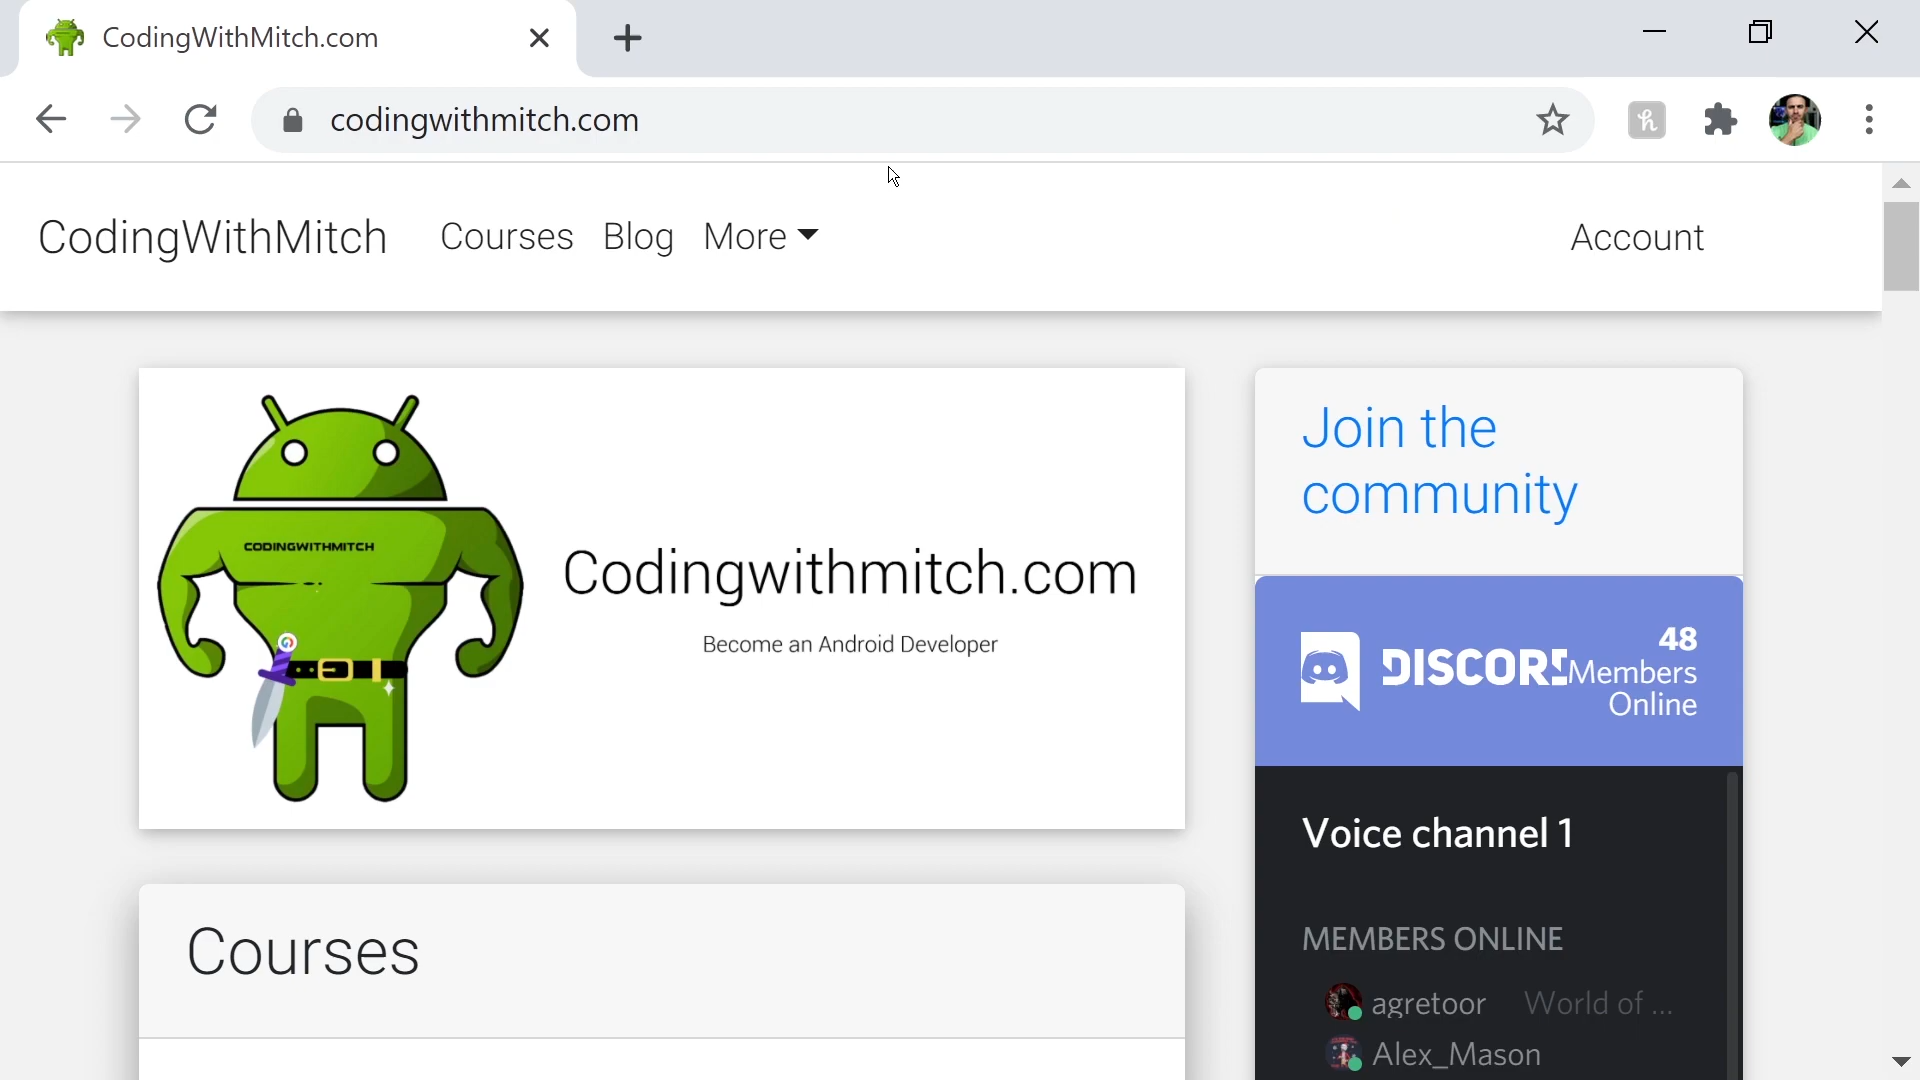 CodingWithMitch.com
codingwithmitch.com
CodingWithMitch Courses Blog More Account
CODINGWITHMITCH
Codingwithmitch.com
Become an Android Developer
Courses
Join the
community
48
Members
Online
Voice channel 1
MEMBERS ONLINE
agretoor World of ...
Alex_Mason